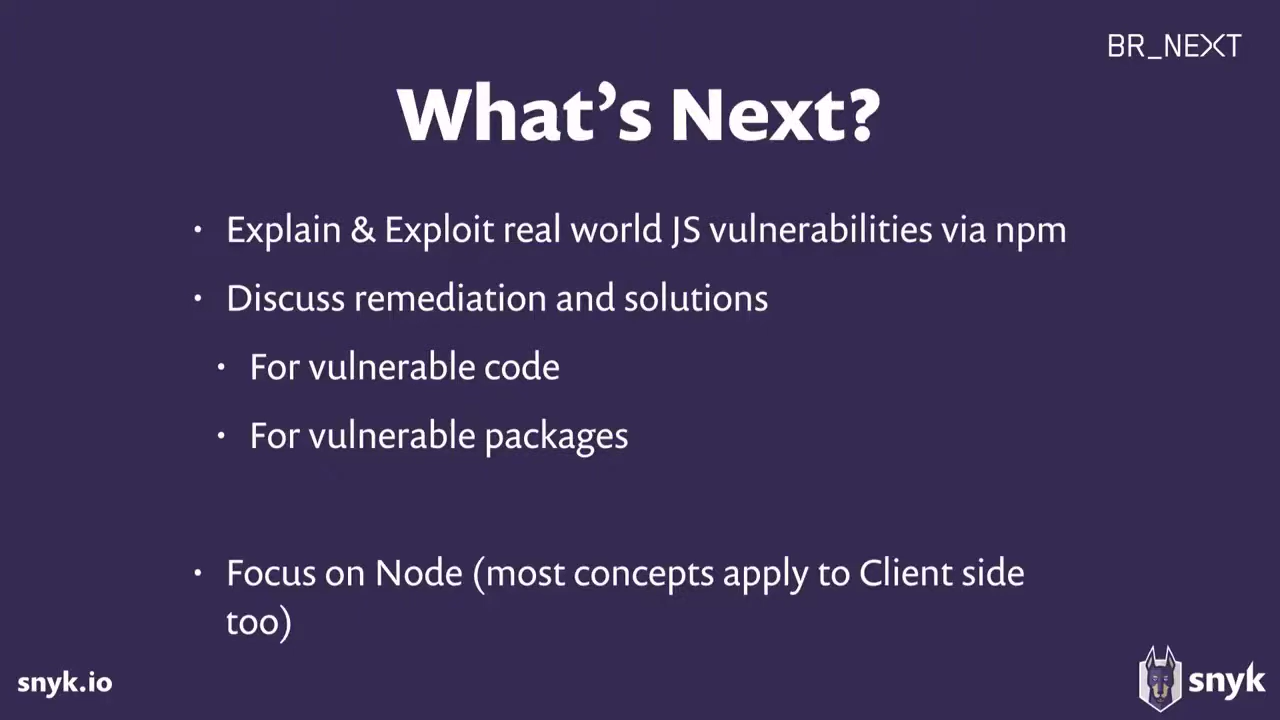 BR_NEXT
What’s Next?
• Explain & Exploit real world JS vulnerabilities via npm
• Discuss remediation and solutions
• For vulnerable code
• For vulnerable packages
• Focus on Node (most concepts apply to Client side
too)
snyk.io
snyk